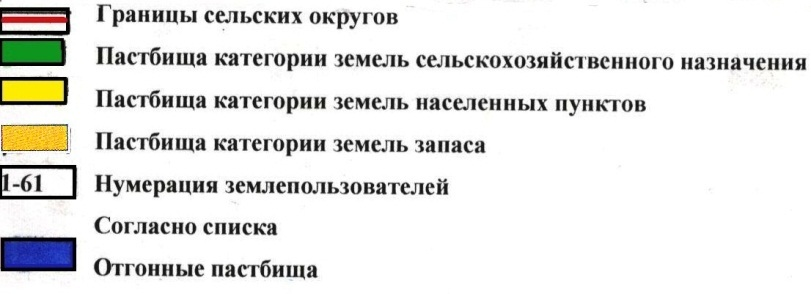 Границы сельских округов
Пастбища категории земель сельскохозяйственного назначения
Пастбища категории земель населенных пунктов
Пастбища категории земель запаса
1-61 Нумерация землепользователей
Согласно списка
Отгонные пастбища